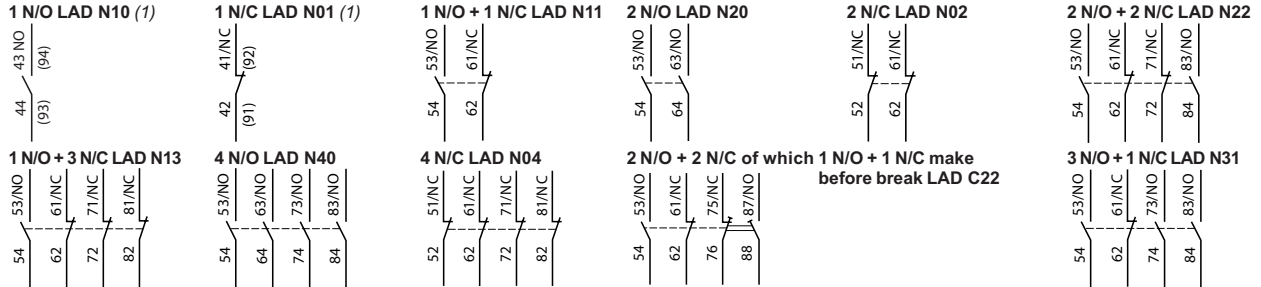 1 N/O LAD N10 (1)
43 NO
(94)
44
(93)
1 N/C LAD N01 (1)
41/NC
(92)
42
(91)
1 N/O + 1 N/C LAD N11
53/NO
61/NC
54
62
2 N/O LAD N20
53/NO
63/NO
54
64
2 N/C LAD N02
51/NC
61/NC
52
62
2 N/O + 2 N/C LAD N22
53/NO
61/NC
71/NC
83/NO
54
62
72
84
1 N/O + 3 N/C LAD N13
53/NO
61/NC
71/NC
81/NC
54
62
72
82
4 N/O LAD N40
53/NO
63/NO
73/NO
83/NO
54
64
74
84
4 N/C LAD N04
51/NC
61/NC
71/NC
81/NC
52
62
72
82
2 N/O + 2 N/C of which 1 N/O + 1 N/C make
before break LAD C22
53/NO
61/NC
75/NC
87/NO
54
62
76
88
3 N/O + 1 N/C LAD N31
53/NO
61/NC
73/NO
83/NO
54
62
74
84